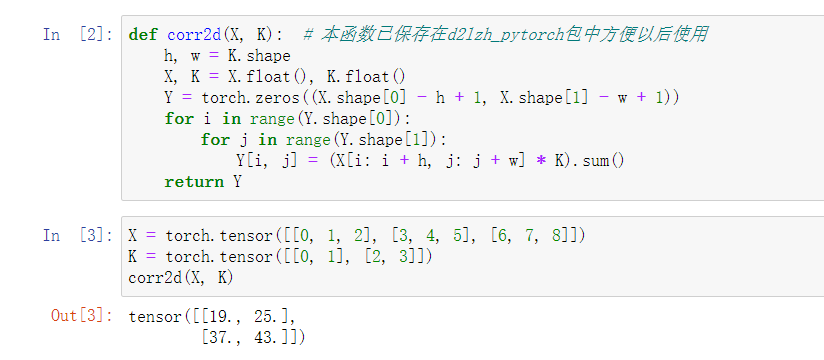 In [2]: def corr2d(X, K):  # 本函数已保存在d2lzh_pytorch包中方便以后使用
    h, w = K.shape
    X, K = X.float(), K.float()
    Y = torch.zeros((X.shape[0] - h + 1, X.shape[1] - w + 1))
    for i in range(Y.shape[0]):
        for j in range(Y.shape[1]):
            Y[i, j] = (X[i: i + h, j: j + w] * K).sum()
    return Y
In [3]: X = torch.tensor([[0, 1, 2], [3, 4, 5], [6, 7, 8]])
K = torch.tensor([[0, 1], [2, 3]])
corr2d(X, K)
Out[3]: tensor([[19., 25.],
        [37., 43.]])